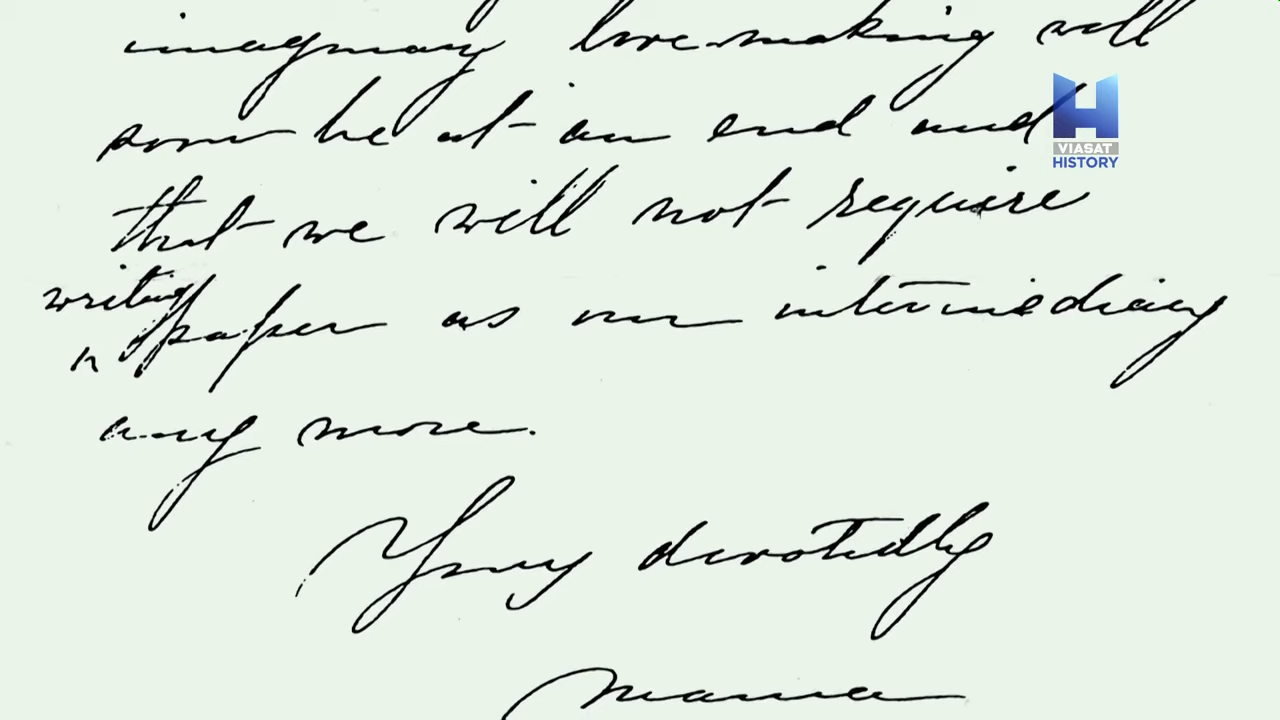 imaginary love-making will
soon be at an end and
that we will not require
writing
paper as our intermediary
any more.
Yours devotedly
Mama
H
VIASAT
HISTORY